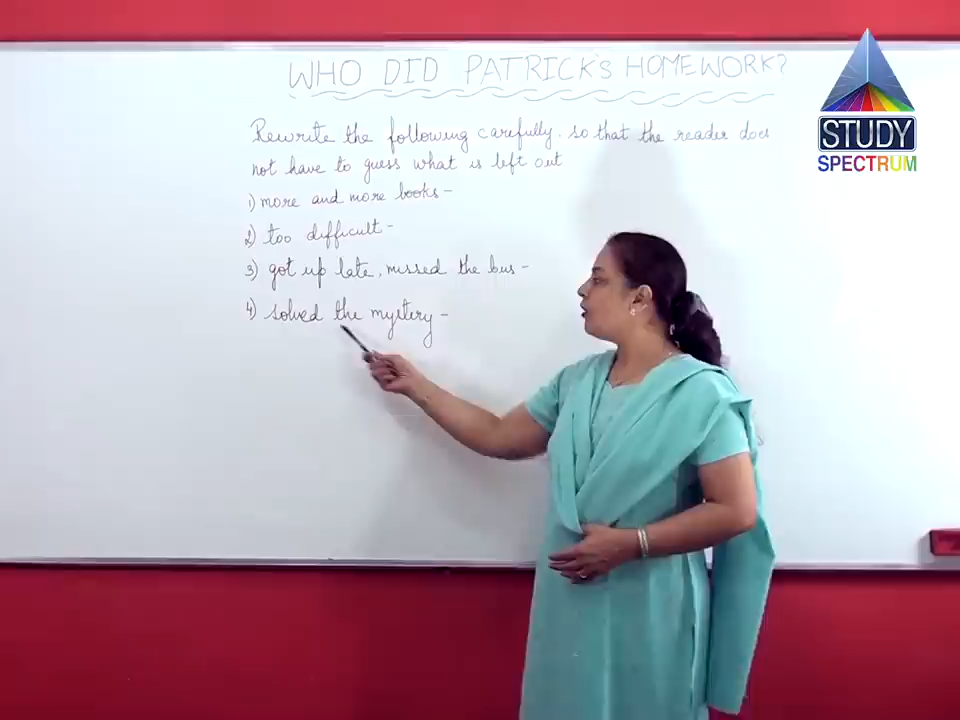 WHO DID PATRICK'S HOMEWORK?
Rewrite the following carefully. so that the reader does
not have to guess what is left out
1) more and more books-
2) too difficult-
3) got up late, missed the bus-
4) solved the mystery-
STUDY
SPECTRUM